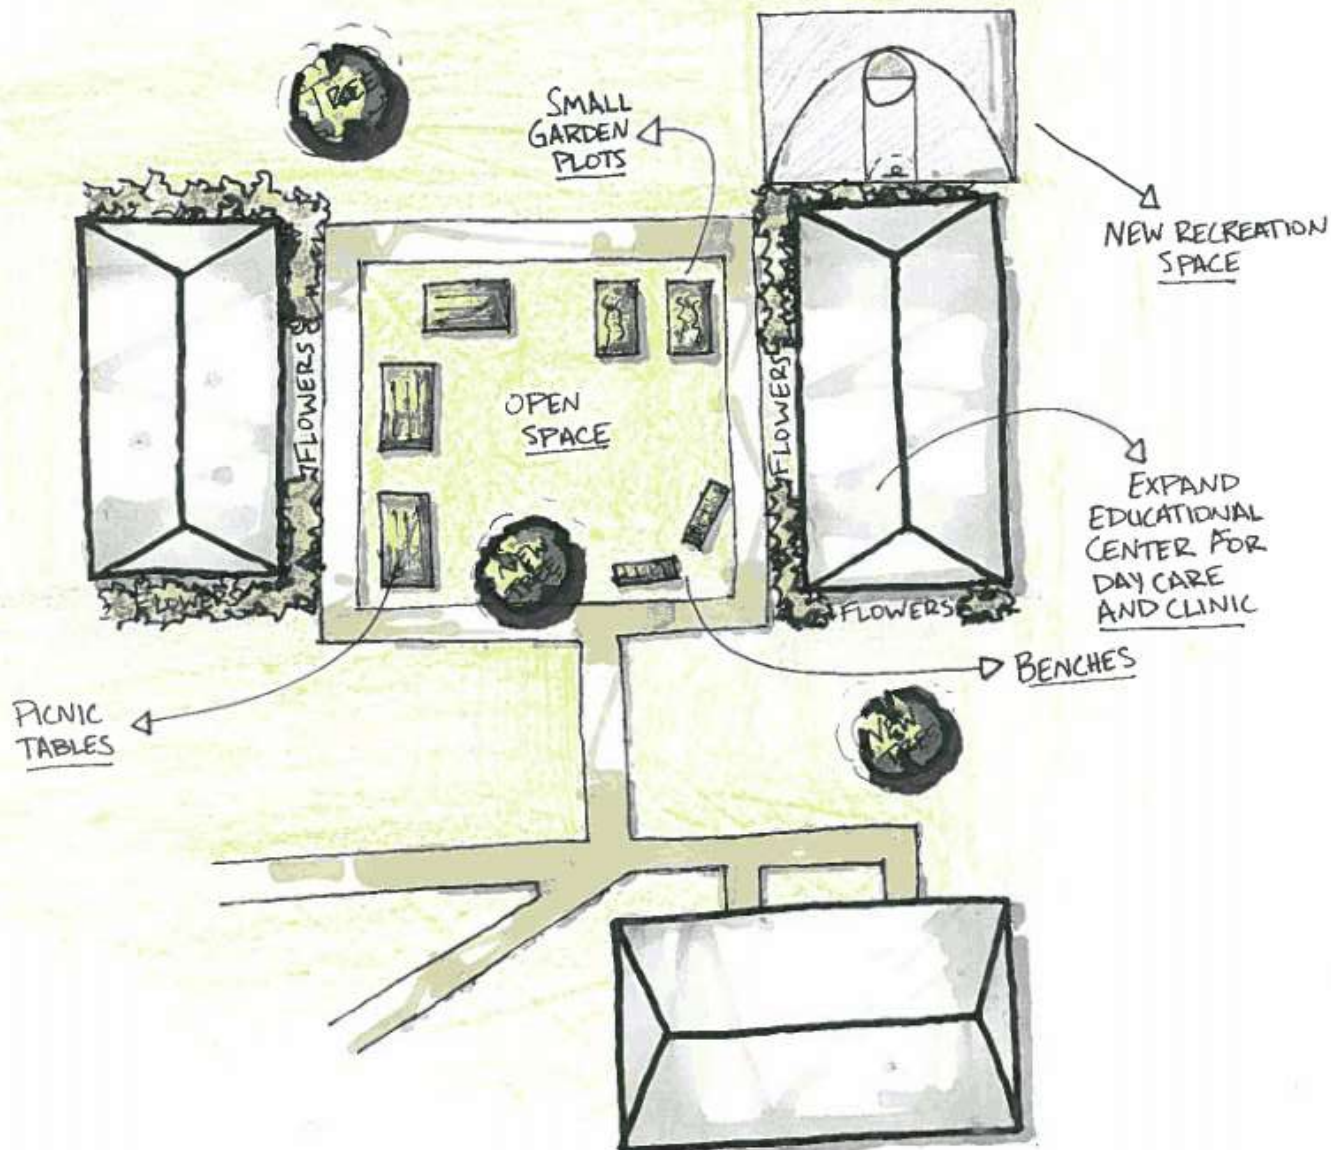 TREE
SMALL
GARDEN
PLOTS
NEW RECREATION
SPACE
FLOWERS
OPEN
SPACE
FLOWERS
EXPAND
EDUCATIONAL
CENTER FOR
DAY CARE
AND CLINIC
FLOWERS
BENCHES
PICNIC
TABLES
NEW